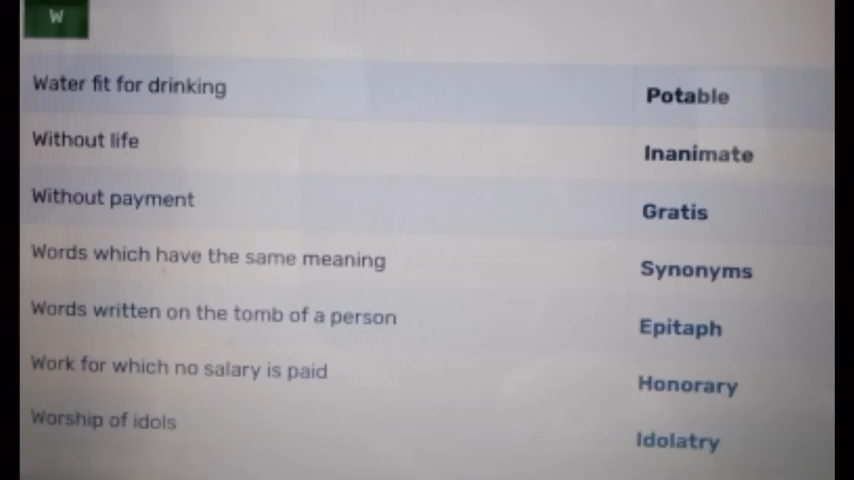 W
Water fit for drinking Potable
Without life Inanimate
Without payment Gratis
Words which have the same meaning Synonyms
Words written on the tomb of a person Epitaph
Work for which no salary is paid Honorary
Worship of idols Idolatry